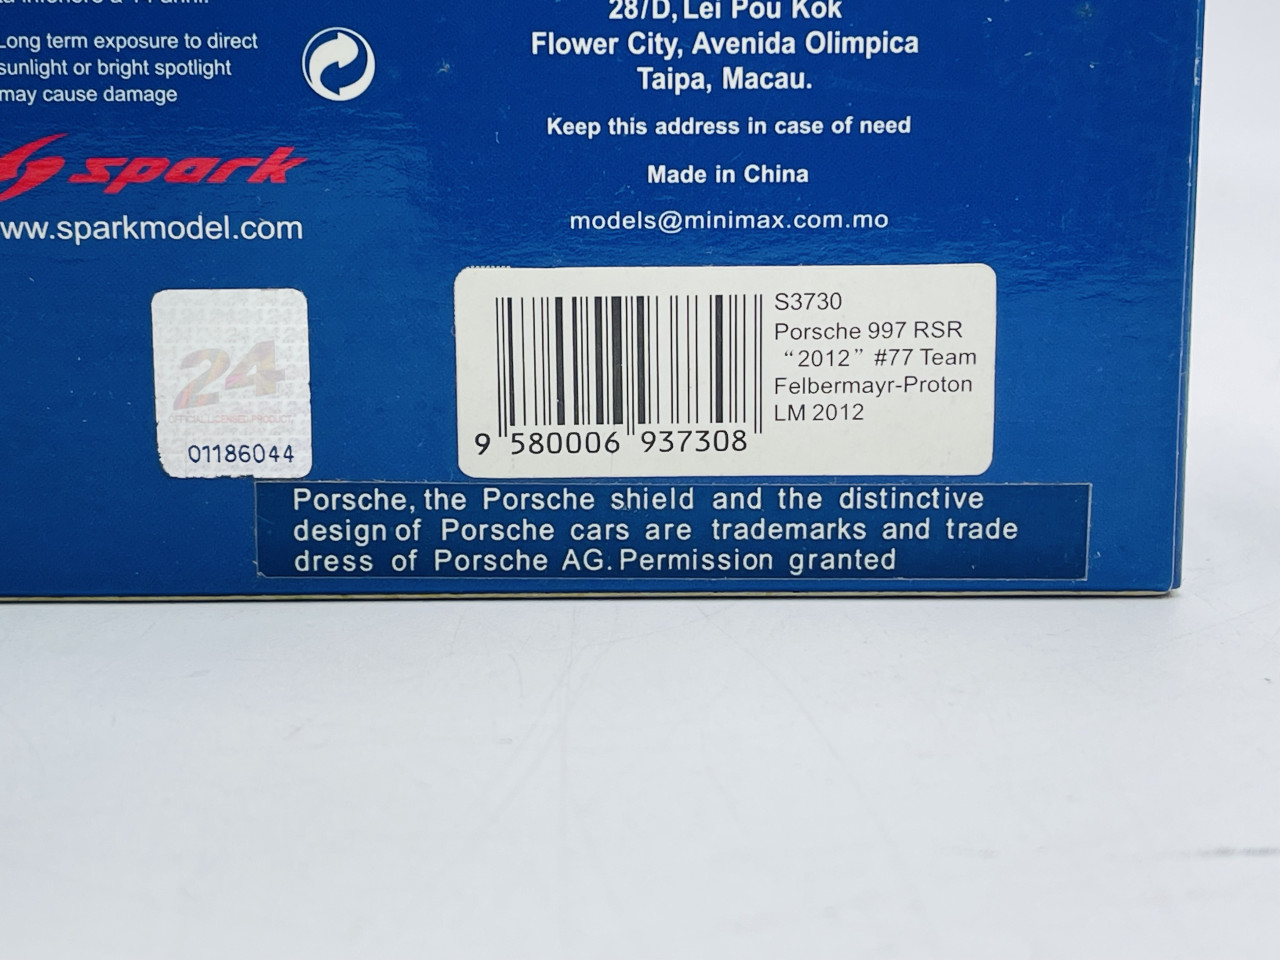 Long term exposure to direct
sunlight or bright spotlight
may cause damage
spark
ww.sparkmodel.com
28/D, Lei Pou Kok
Flower City, Avenida Olimpica
Taipa, Macau.
Keep this address in case of need
Made in China
models@minimax.com.mo
24
OFFICIAL LICENSED PRODUCT
01186044
S3730
Porsche 997 RSR
“2012” #77 Team
Felbermayr-Proton
LM 2012
9 580006 937308
Porsche, the Porsche shield and the distinctive
design of Porsche cars are trademarks and trade
dress of Porsche AG. Permission granted